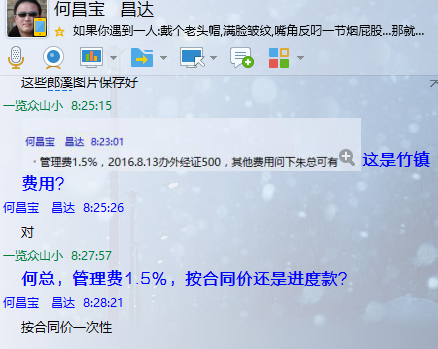 何昌宝 昌达
如果你遇到一人:戴个老头帽,满脸皱纹,嘴角反叼一节烟屁股...那就...
这些郎溪图片保存好
一览众山小 8:25:15
何昌宝 昌达 8:23:01
· 管理费1.5%，2016.8.13办外经证500，其他费用问下朱总可有 这是竹镇
费用?
何昌宝 昌达 8:25:26
对
一览众山小 8:27:57
何总，管理费1.5%，按合同价还是进度款?
何昌宝 昌达 8:28:21
按合同价一次性